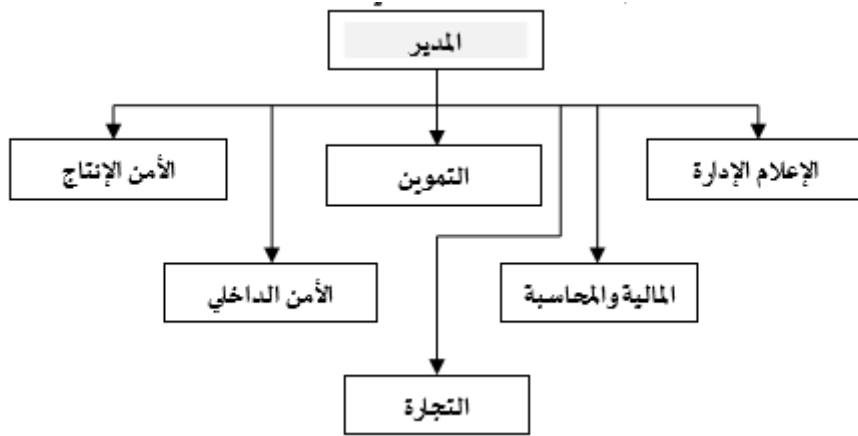 المدير
الإعلام الإدارة
التموين
الأمن الإنتاج
المالية والمحاسبة
الأمن الداخلي
التجارة